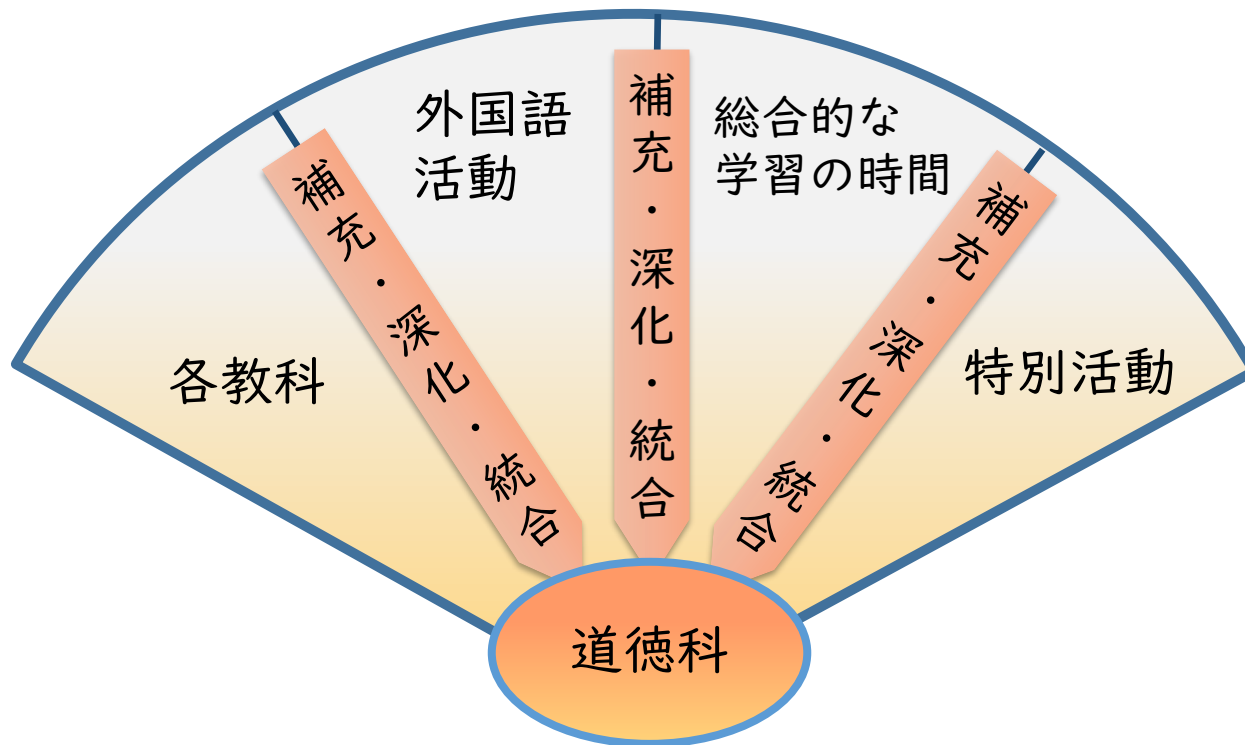 各教科
補充・深化・統合
外国語
活動
補充・深化・統合
総合的な
学習の時間
補充・深化・統合
特別活動
道徳科